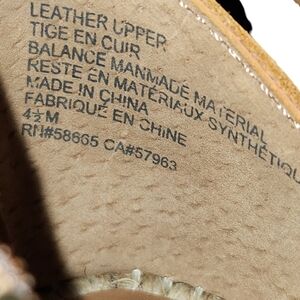 LEATHER UPPER
TIGE EN CUIR
BALANCE MANMADE MATERIAL
RESTE EN MATÉRIAUX SYNTHÉTIQU
MADE IN CHINA
FABRIQUÉ EN CHINE
4½M
RN#58665 CA#57963